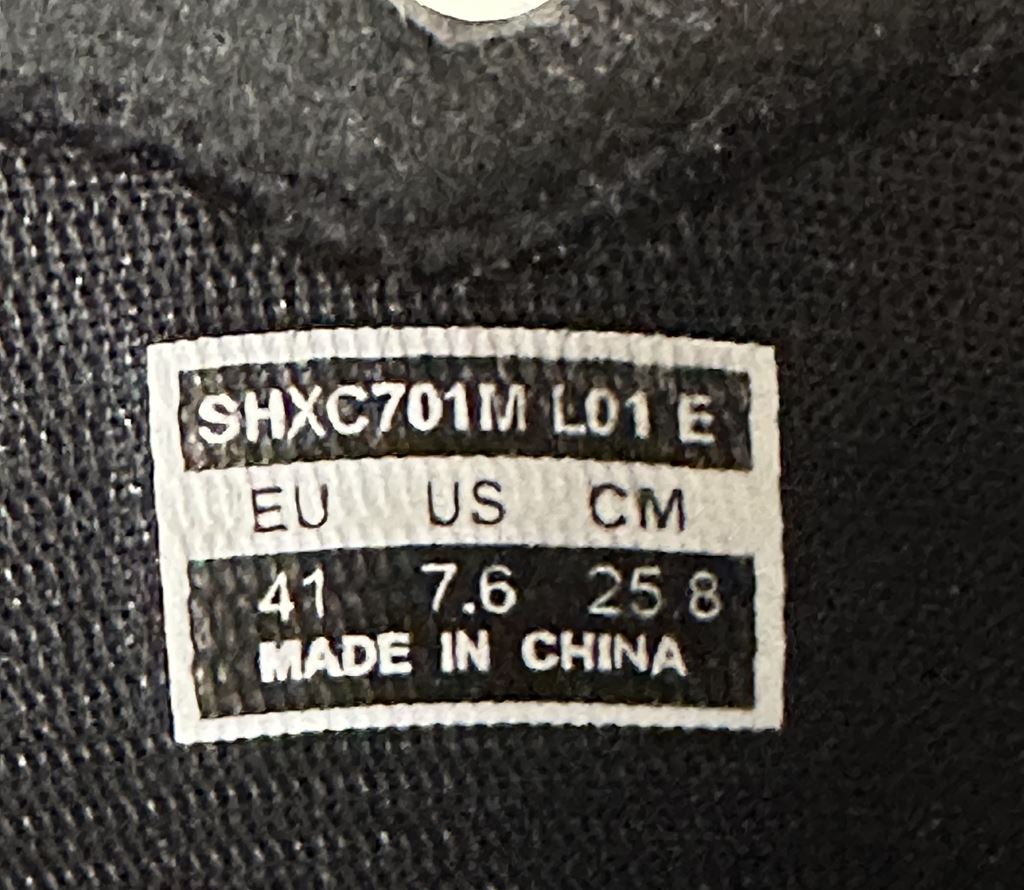 SHXC701M L01 E
EU US CM
41 7.6 25.8
MADE IN CHINA